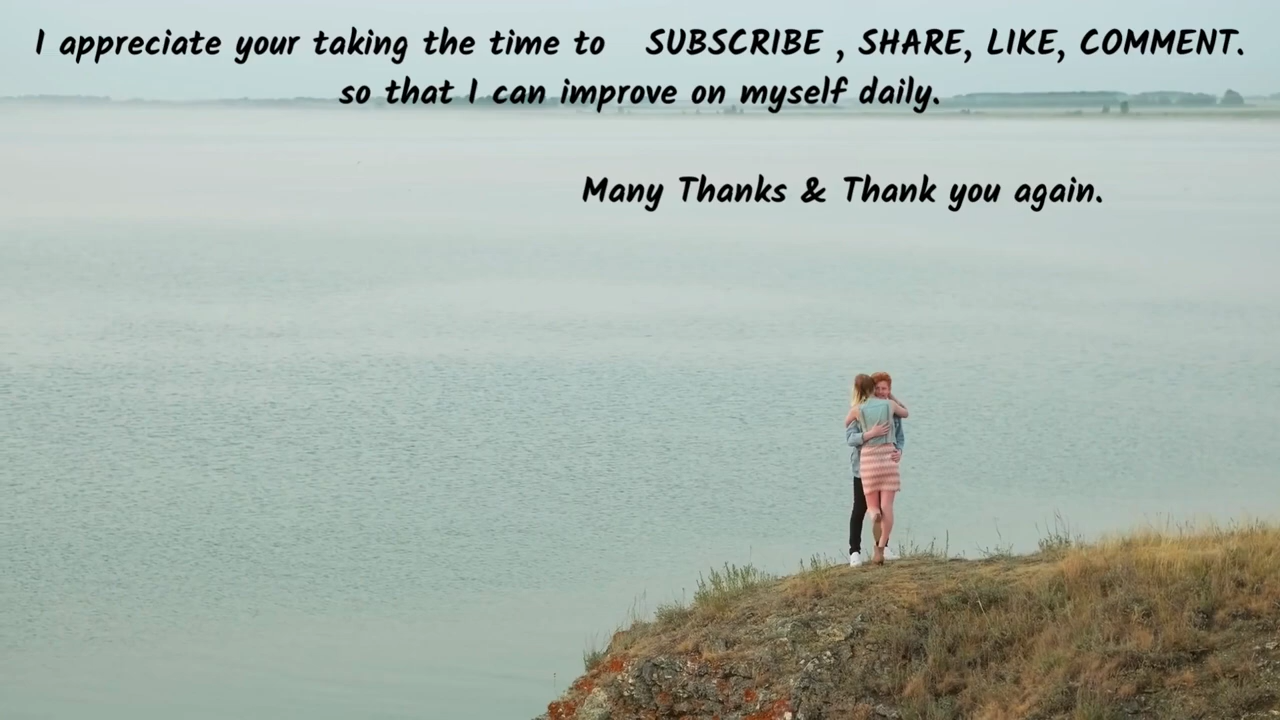 I appreciate your taking the time to SUBSCRIBE , SHARE, LIKE, COMMENT.
so that I can improve on myself daily.
Many Thanks & Thank you again.